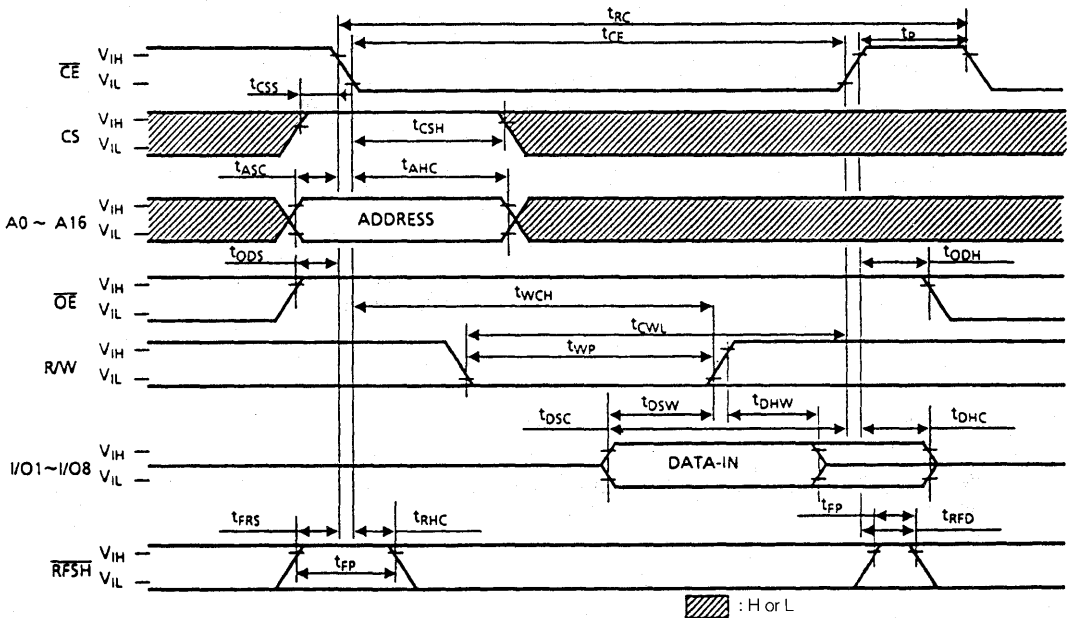 tRC
tCE
tP
CE
VIH
VIL
tCSS
CS
VIH
VIL
tCSH
tASC
tAHC
A0 ~ A16
VIH
VIL
ADDRESS
tODS
tODH
OE
VIH
VIL
tWCH
tCWL
R/W
VIH
VIL
tWP
tDSC
tDSW
tDHW
tDHC
I/O1~I/O8
VIH
VIL
DATA-IN
tFRS
tRHC
tFP
tRFD
RFSH
VIH
VIL
tFP
: H or L